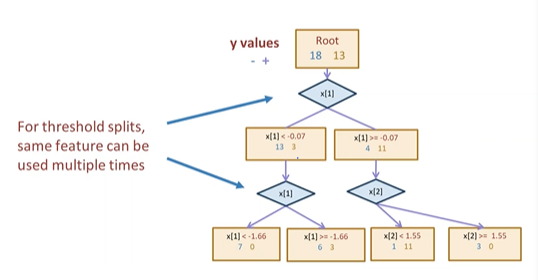 y values
- +
Root
18 13
x[1]
For threshold splits,
same feature can be
used multiple times
x[1] < -0.07
13 3
x[1] >= -0.07
4 11
x[1]
x[2]
x[1] < -1.66
7 0
x[1] >= -1.66
6 3
x[2] < 1.55
1 11
x[2] >= 1.55
3 0